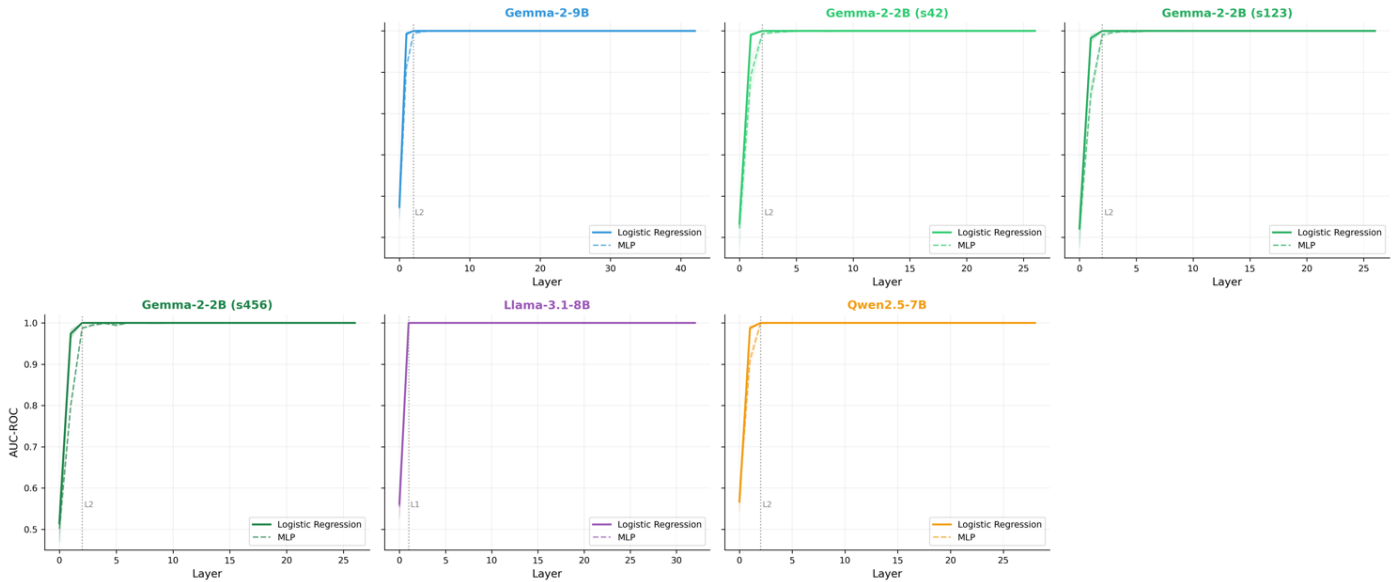 Gemma-2-9B
L2
Logistic Regression
MLP
0 10 20 30 40
Layer
Gemma-2-2B (s42)
L2
Logistic Regression
MLP
0 5 10 15 20 25
Layer
Gemma-2-2B (s123)
L2
Logistic Regression
MLP
0 5 10 15 20 25
Layer
Gemma-2-2B (s456)
1.0
0.9
0.8
0.7
0.6
0.5
AUC-ROC
L2
Logistic Regression
MLP
0 5 10 15 20 25
Layer
Llama-3.1-8B
L1
Logistic Regression
MLP
0 5 10 15 20 25 30
Layer
Qwen2.5-7B
L2
Logistic Regression
MLP
0 5 10 15 20 25
Layer